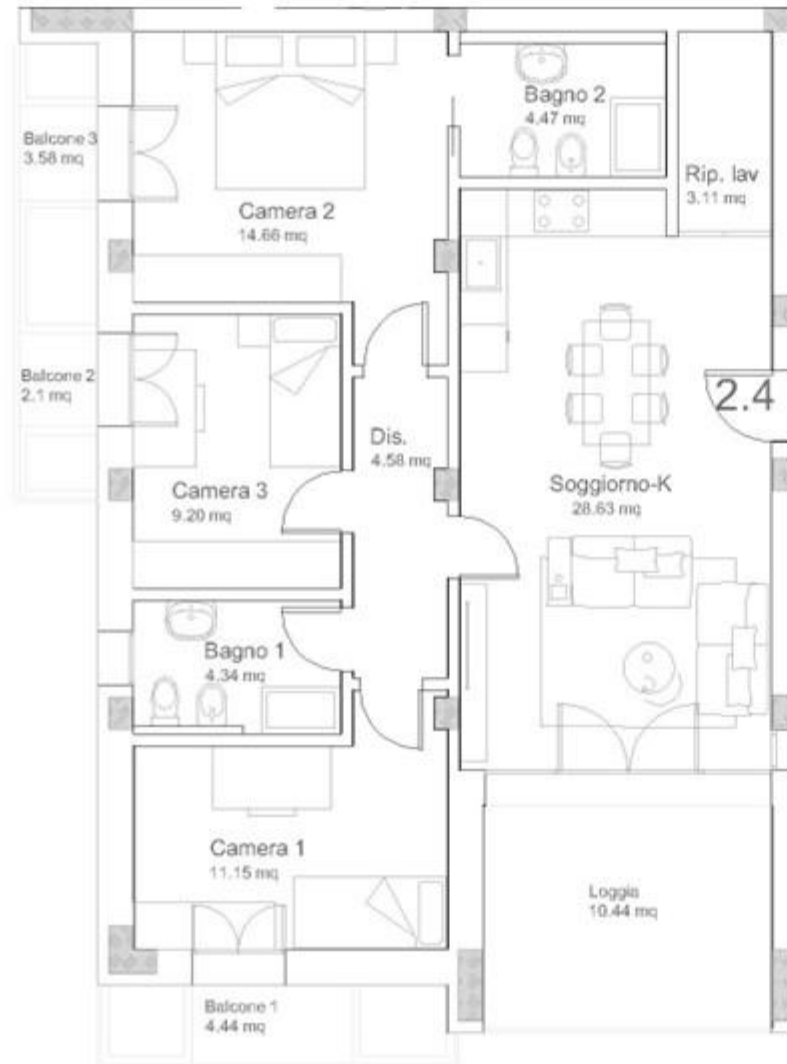 Bagno 2
4.47 mq
Balcone 3
3.58 mq
Rip. lav
3.11 mq
Camera 2
14.66 mq
Balcone 2
2.1 mq
2.4
Dis.
4.58 mq
Camera 3
9.20 mq
Soggiorno-K
28.63 mq
Bagno 1
4.34 mq
Camera 1
11.15 mq
Loggia
10.44 mq
Balcone 1
4.44 mq